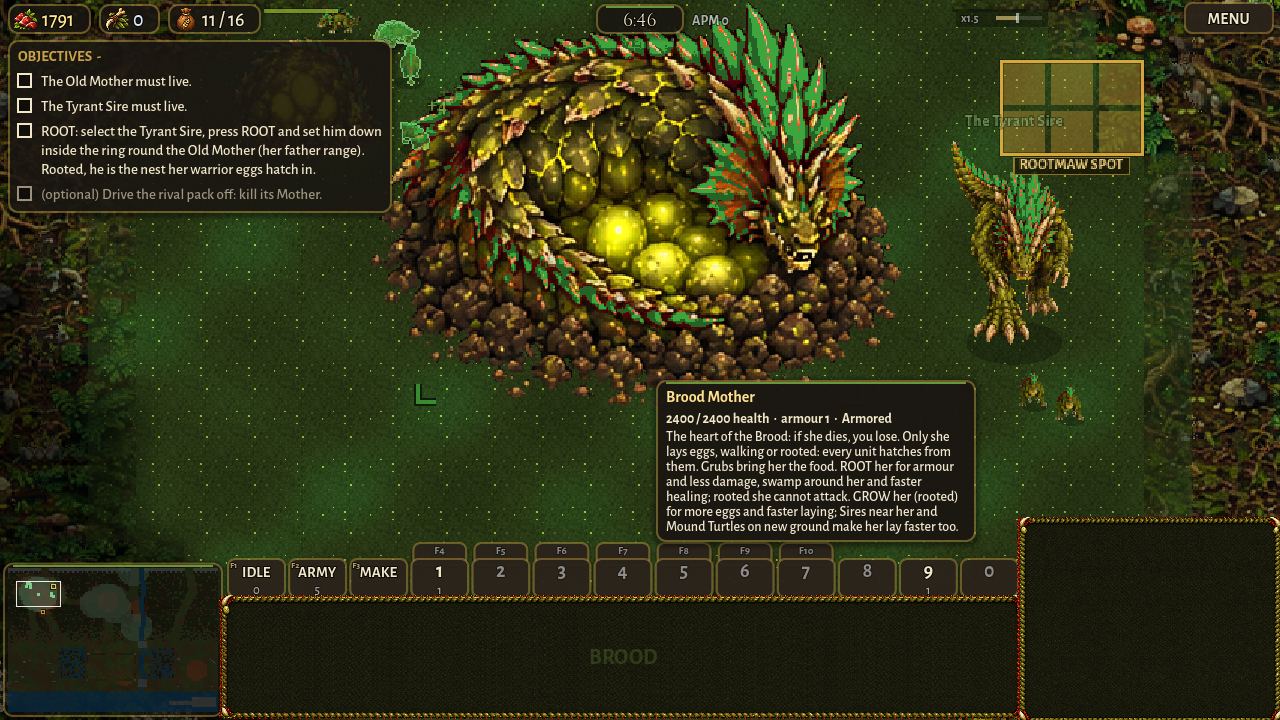 1791
0
11 / 16
6:46
APM 0
x1.5
MENU
OBJECTIVES -
The Old Mother must live.
The Tyrant Sire must live.
ROOT: select the Tyrant Sire, press ROOT and set him down
inside the ring round the Old Mother (her father range).
Rooted, he is the nest her warrior eggs hatch in.
(optional) Drive the rival pack off: kill its Mother.
The Tyrant Sire
ROOTMAW SPOT
Brood Mother
2400 / 2400 health · armour 1 · Armored
The heart of the Brood: if she dies, you lose. Only she
lays eggs, walking or rooted: every unit hatches from
them. Grubs bring her the food. ROOT her for armour
and less damage, swamp around her and faster
healing; rooted she cannot attack. GROW her (rooted)
for more eggs and faster laying; Sires near her and
Mound Turtles on new ground make her lay faster too.
F4 F5 F6 F7 F8 F9 F10
F1 IDLE F2 ARMY F3 MAKE 1 2 3 4 5 6 7 8 9 0
0 5 1 1
BROOD